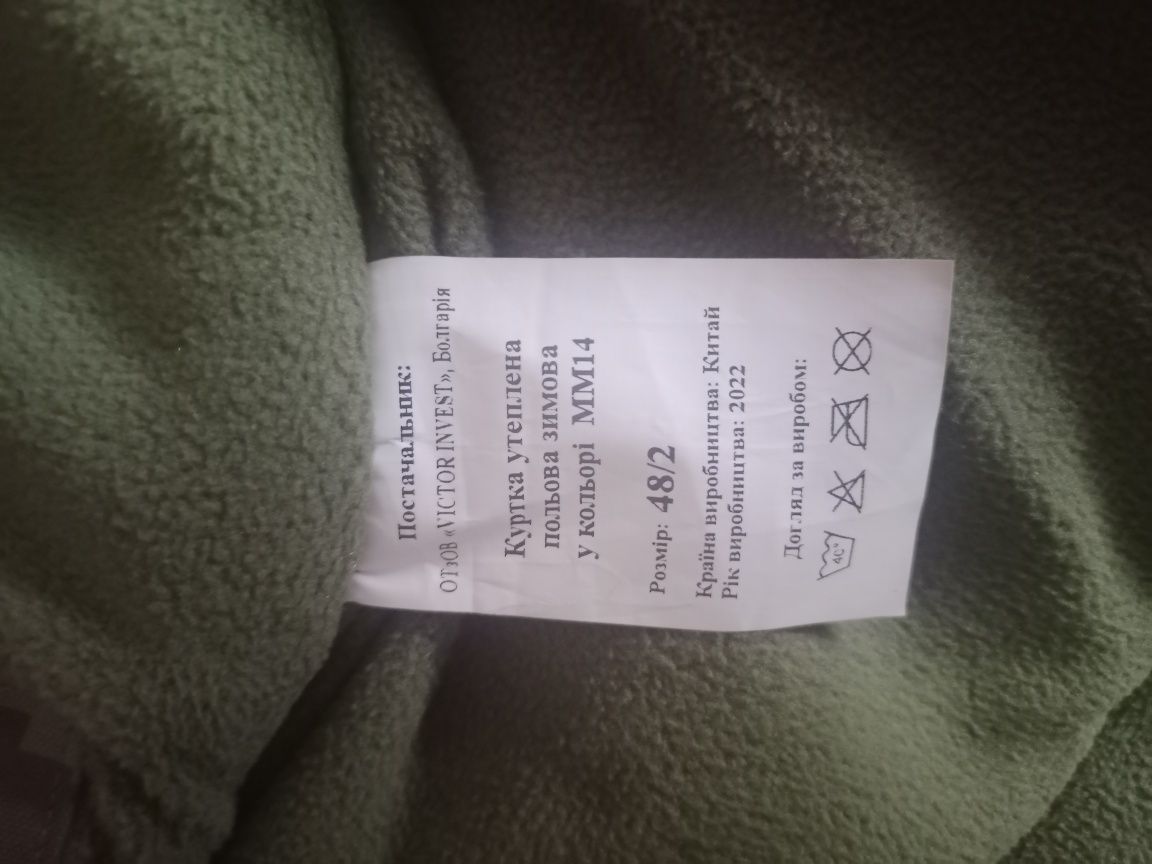 Постачальник:
ОТзОВ «VICTOR INVEST», Болгарія
Куртка утеплена
польова зимова
у кольорі ММ14
Розмір: 48/2
Країна виробництва: Китай
Рік виробництва: 2022
Догляд за виробом:
40°